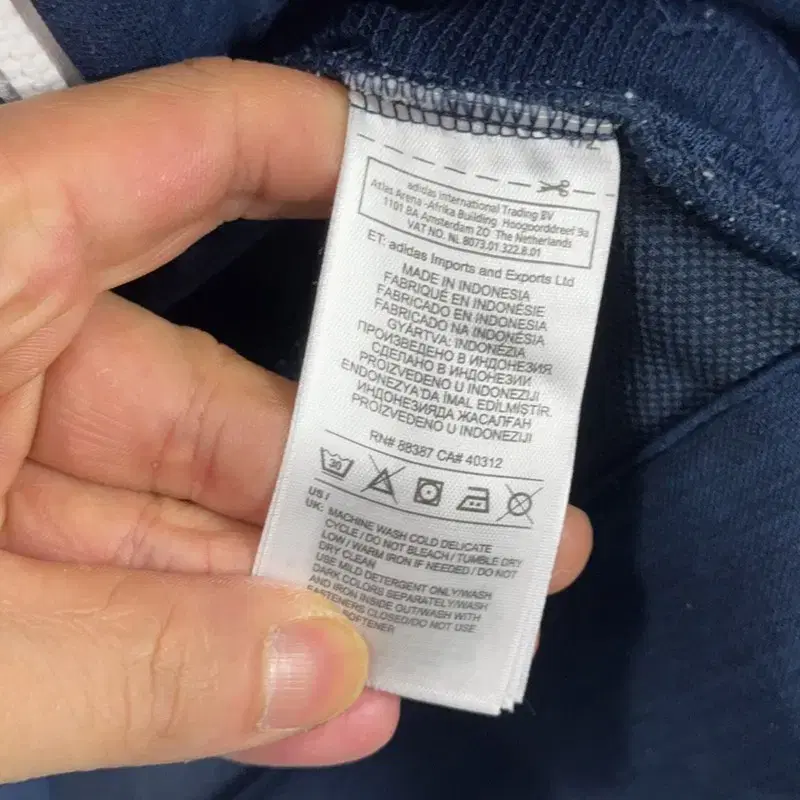 adidas International Trading BV
Atlas Arena -Afrika Building Hoogoorddreef 9a
1101 BA Amsterdam ZO The Netherlands
VAT NO. NL 8073.01.322.B.01
ET: adidas Imports and Exports Ltd
MADE IN INDONESIA
FABRIQUÉ EN INDONÉSIE
FABRICADO EN INDONESIA
FABRICADO NA INDONÉSIA
GYÁRTVA: INDONÉZIA
ПРОИЗВЕДЕНО В ИНДОНЕЗИЯ
СДЕЛАНО В ИНДОНЕЗИИ
PROIZVEDENO U INDONEZIJI
ENDONEZYA'DA İMAL EDİLMİŞTİR.
ИНДОНЕЗИЯДА ЖАСАЛҒАН
PROIZVEDENO U INDONEZIJI
RN# 88387 CA# 40312
30
US /
UK: MACHINE WASH COLD DELICATE
CYCLE / DO NOT BLEACH / TUMBLE DRY
LOW / WARM IRON IF NEEDED / DO NOT
DRY CLEAN
USE MILD DETERGENT ONLY/WASH
DARK COLORS SEPARATELY/WASH
AND IRON INSIDE OUT/WASH WITH
FASTENERS CLOSED/DO NOT USE
SOFTENER